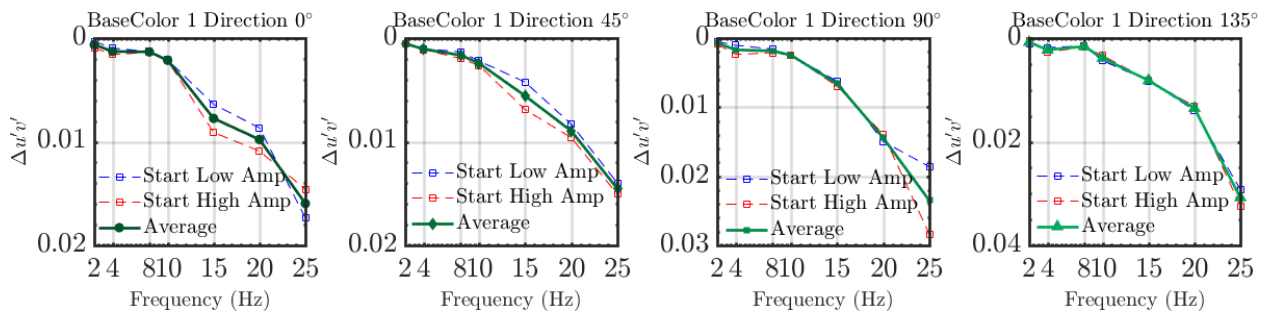 BaseColor 1 Direction 0°
0
0.01
0.02
Δu′v′
Start Low Amp
Start High Amp
Average
2 4 8 10 15 20 25
Frequency (Hz)
BaseColor 1 Direction 45°
0
0.01
0.02
Δu′v′
Start Low Amp
Start High Amp
Average
2 4 8 10 15 20 25
Frequency (Hz)
BaseColor 1 Direction 90°
0
0.01
0.02
0.03
Δu′v′
Start Low Amp
Start High Amp
Average
2 4 8 10 15 20 25
Frequency (Hz)
BaseColor 1 Direction 135°
0
0.02
0.04
Δu′v′
Start Low Amp
Start High Amp
Average
2 4 8 10 15 20 25
Frequency (Hz)